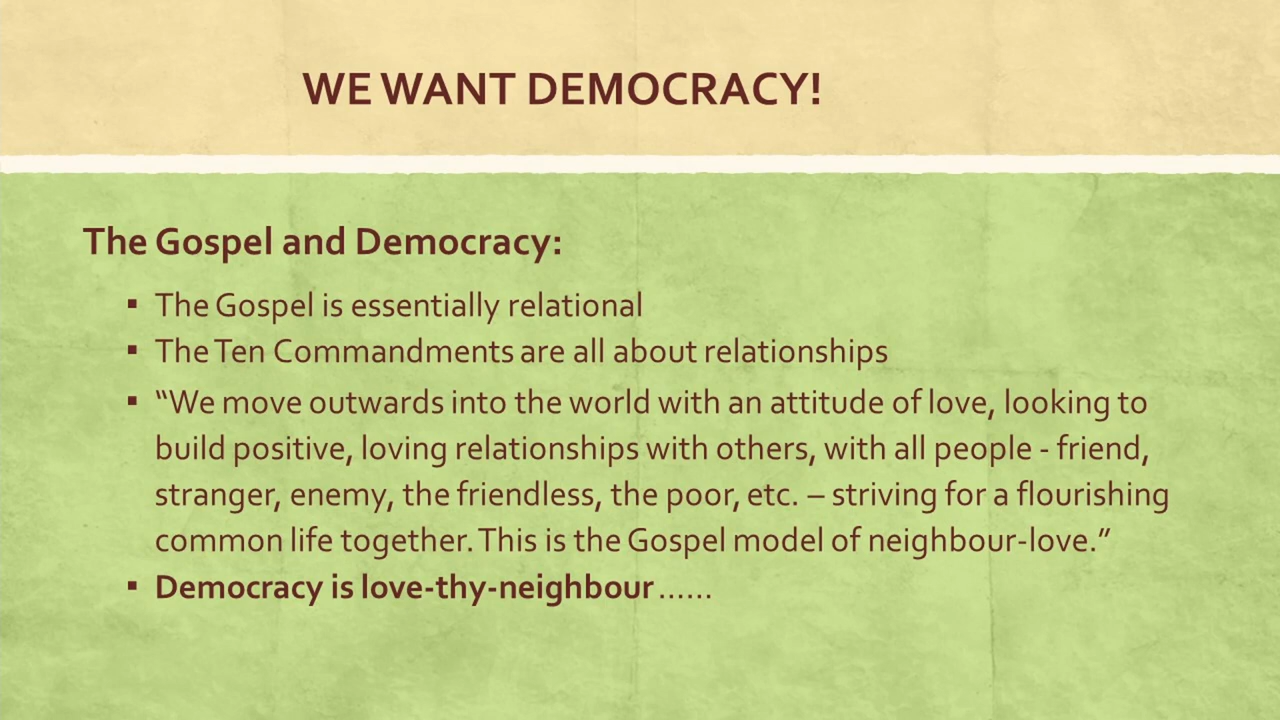 WE WANT DEMOCRACY!
The Gospel and Democracy:
▪ The Gospel is essentially relational
▪ The Ten Commandments are all about relationships
▪ “We move outwards into the world with an attitude of love, looking to
build positive, loving relationships with others, with all people - friend,
stranger, enemy, the friendless, the poor, etc. – striving for a flourishing
common life together. This is the Gospel model of neighbour-love.”
▪ Democracy is love-thy-neighbour……